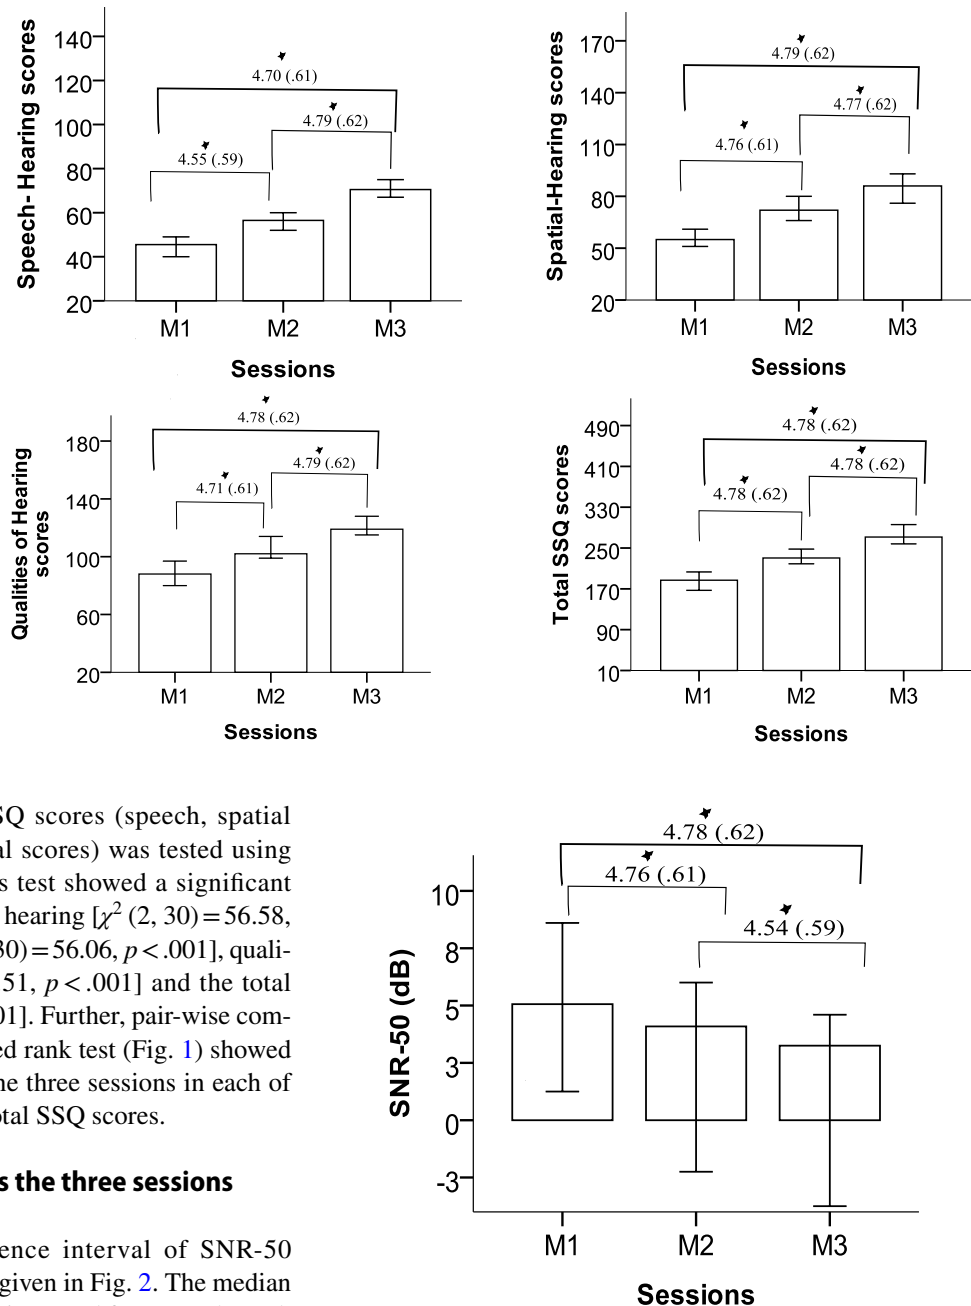 Speech- Hearing scores
140
120
100
80
60
40
20
4.70 (.61)
4.79 (.62)
4.55 (.59)
M1 M2 M3
Sessions
Spatial-Hearing scores
170
140
110
80
50
20
4.79 (.62)
4.77 (.62)
4.76 (.61)
M1 M2 M3
Sessions
Qualities of Hearing
scores
180
140
100
60
20
4.78 (.62)
4.79 (.62)
4.71 (.61)
M1 M2 M3
Sessions
Total SSQ scores
490
410
330
250
170
90
10
4.78 (.62)
4.78 (.62)
4.78 (.62)
M1 M2 M3
Sessions
SQ scores (speech, spatial
al scores) was tested using
s test showed a significant
hearing [χ² (2, 30) = 56.58,
30) = 56.06, p < .001], quali-
51, p < .001] and the total
01]. Further, pair-wise com-
ed rank test (Fig. 1) showed
he three sessions in each of
otal SSQ scores.
s the three sessions
ence interval of SNR-50
given in Fig. 2. The median
SNR-50 (dB)
10
8
5
3
0
-3
4.78 (.62)
4.76 (.61)
4.54 (.59)
M1 M2 M3
Sessions